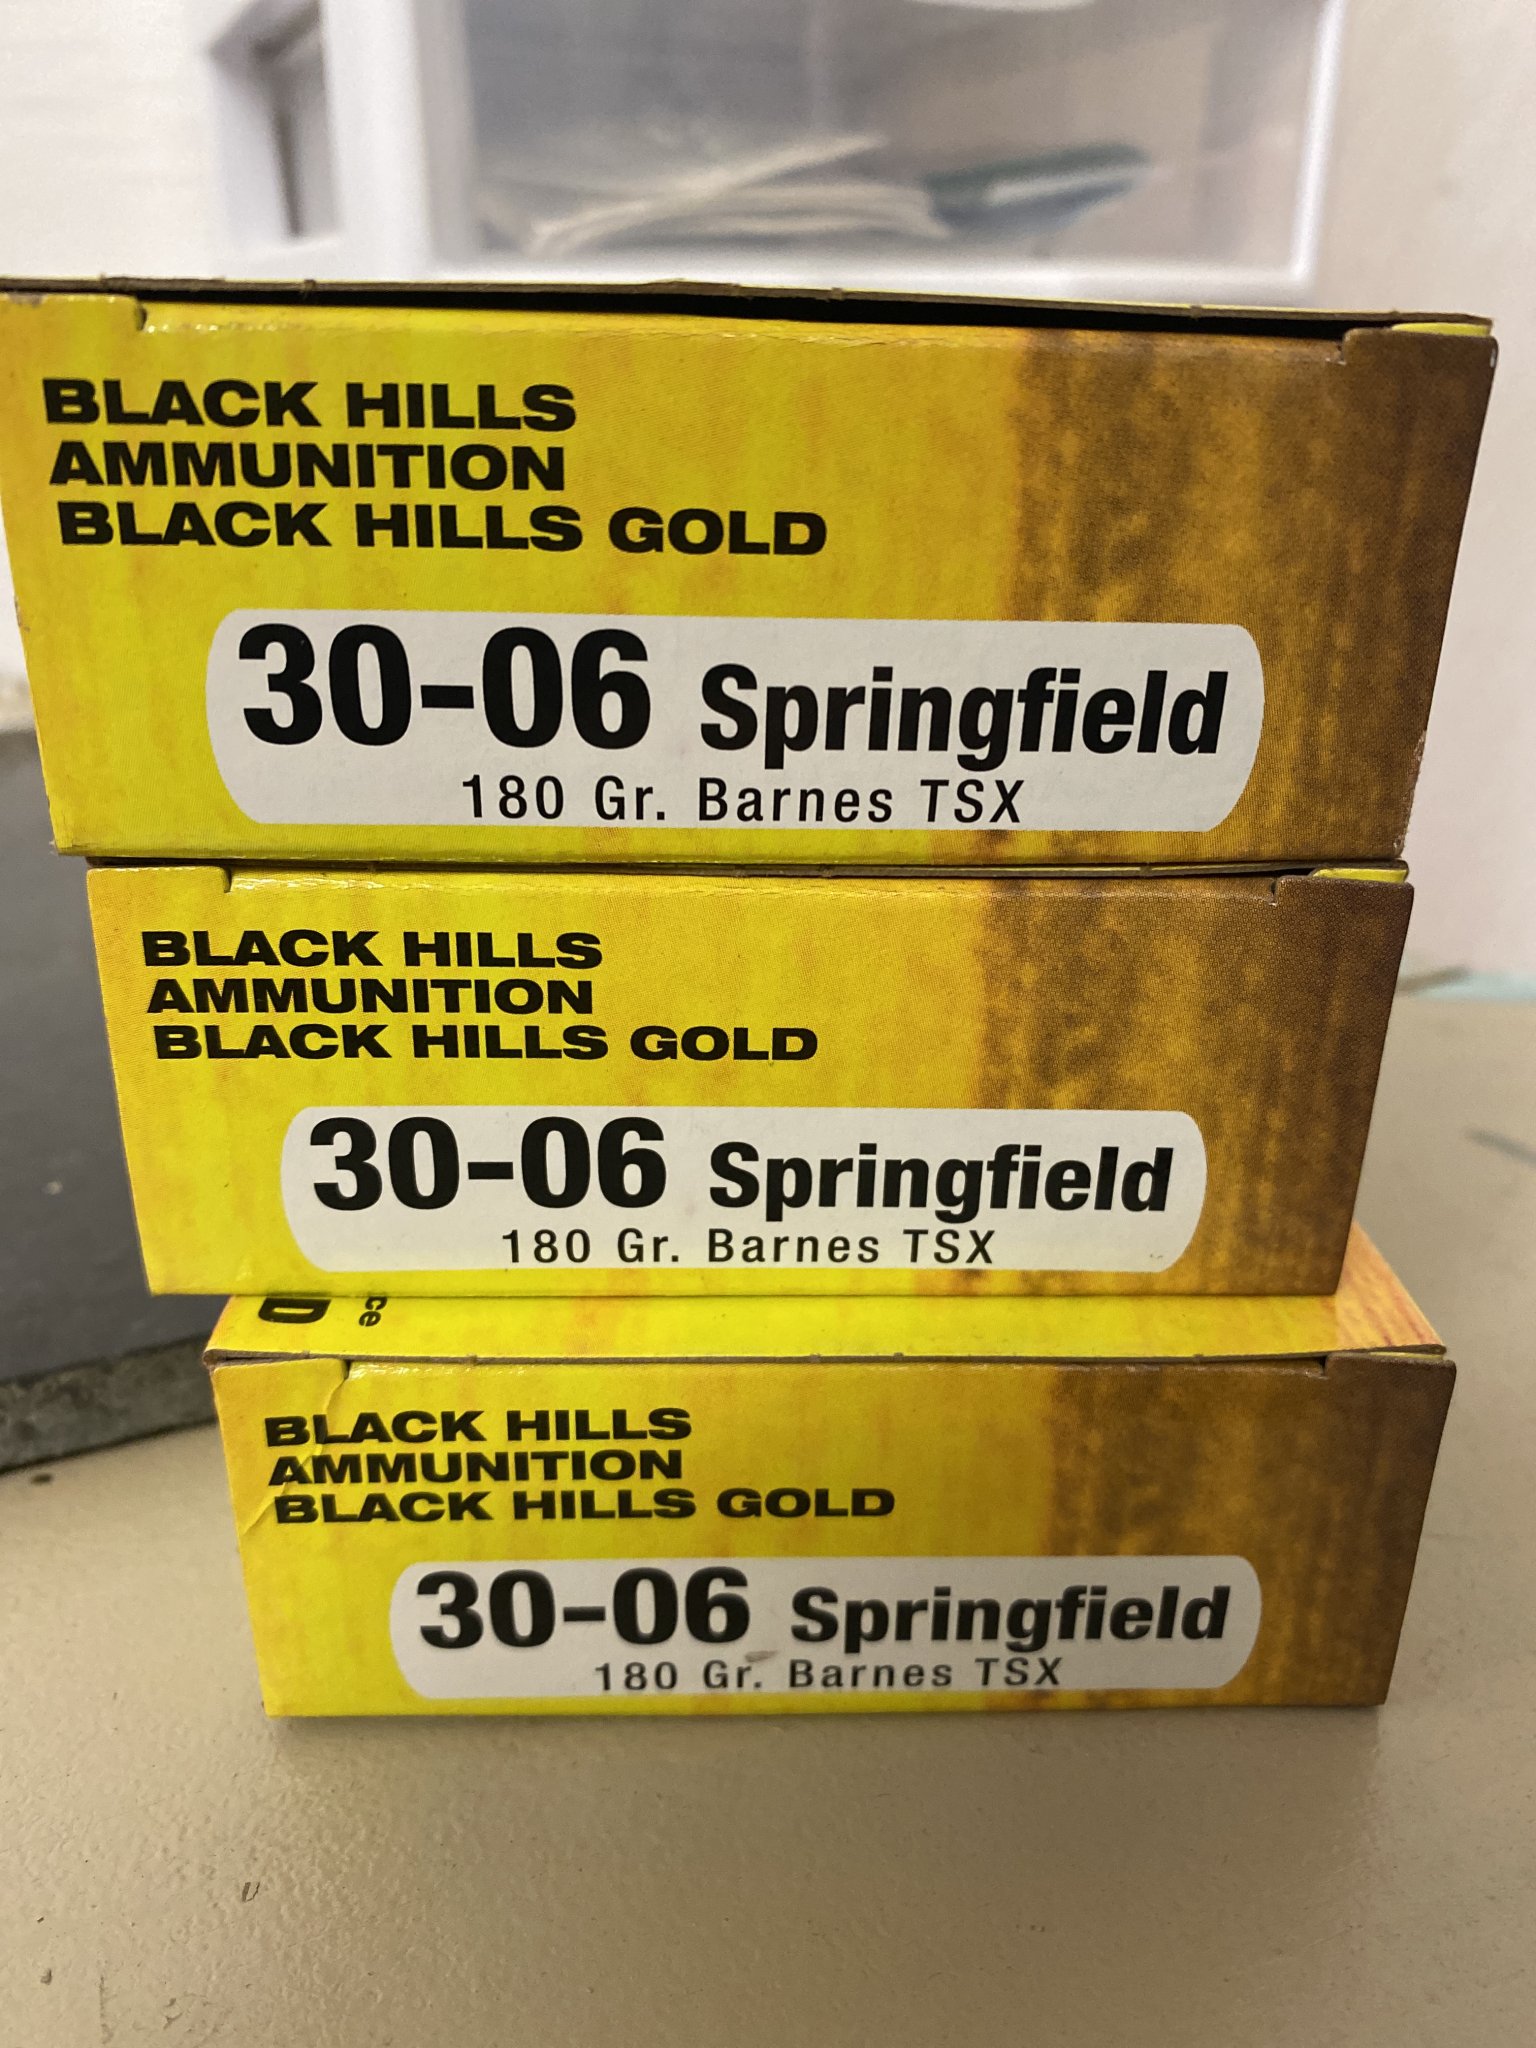 BLACK HILLS
AMMUNITION
BLACK HILLS GOLD
30-06 Springfield
180 Gr. Barnes TSX
BLACK HILLS
AMMUNITION
BLACK HILLS GOLD
30-06 Springfield
180 Gr. Barnes TSX
D
ce
BLACK HILLS
AMMUNITION
BLACK HILLS GOLD
30-06 Springfield
180 Gr. Barnes TSX